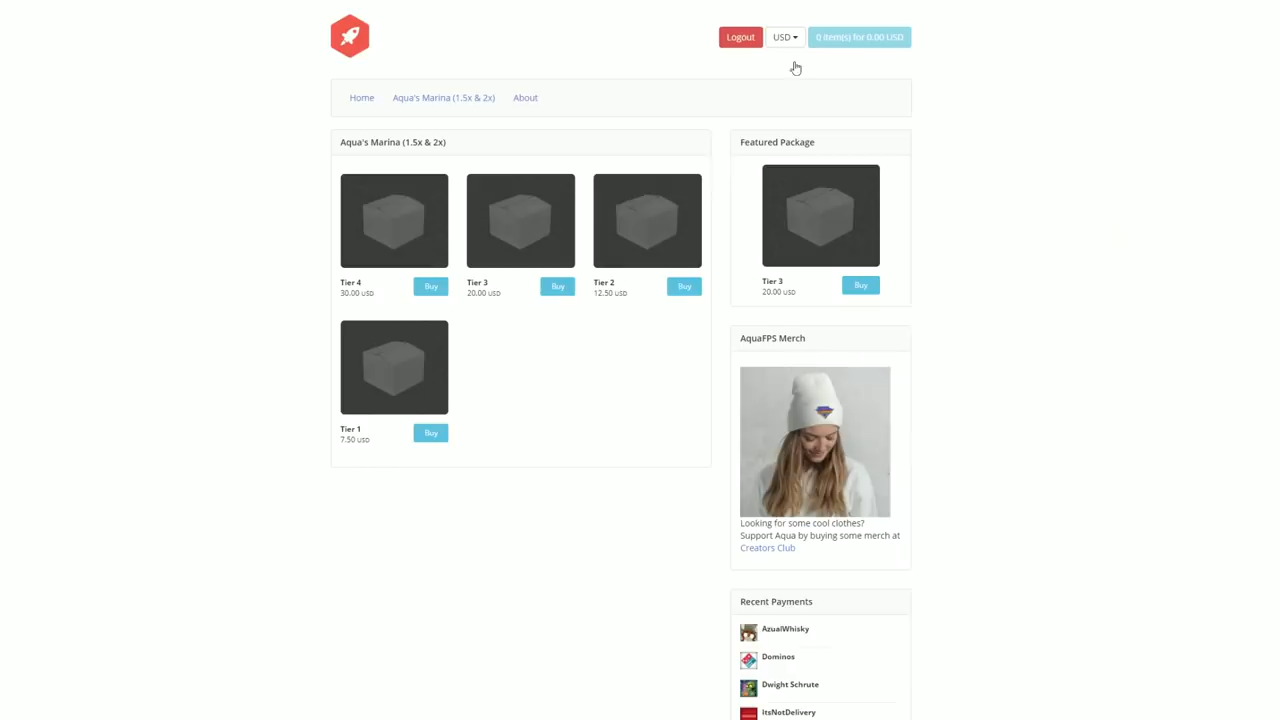 Logout
USD
0 item(s) for 0.00 USD
Home
Aqua's Marina (1.5x & 2x)
About
Aqua's Marina (1.5x & 2x)
Tier 4
30.00 USD
Buy
Tier 3
20.00 USD
Buy
Tier 2
12.50 USD
Buy
Tier 1
7.50 USD
Buy
Featured Package
Tier 3
20.00 USD
Buy
AquaFPS Merch
Looking for some cool clothes?
Support Aqua by buying some merch at
Creators Club
Recent Payments
AzualWhisky
Dominos
Dwight Schrute
ItsNotDelivery